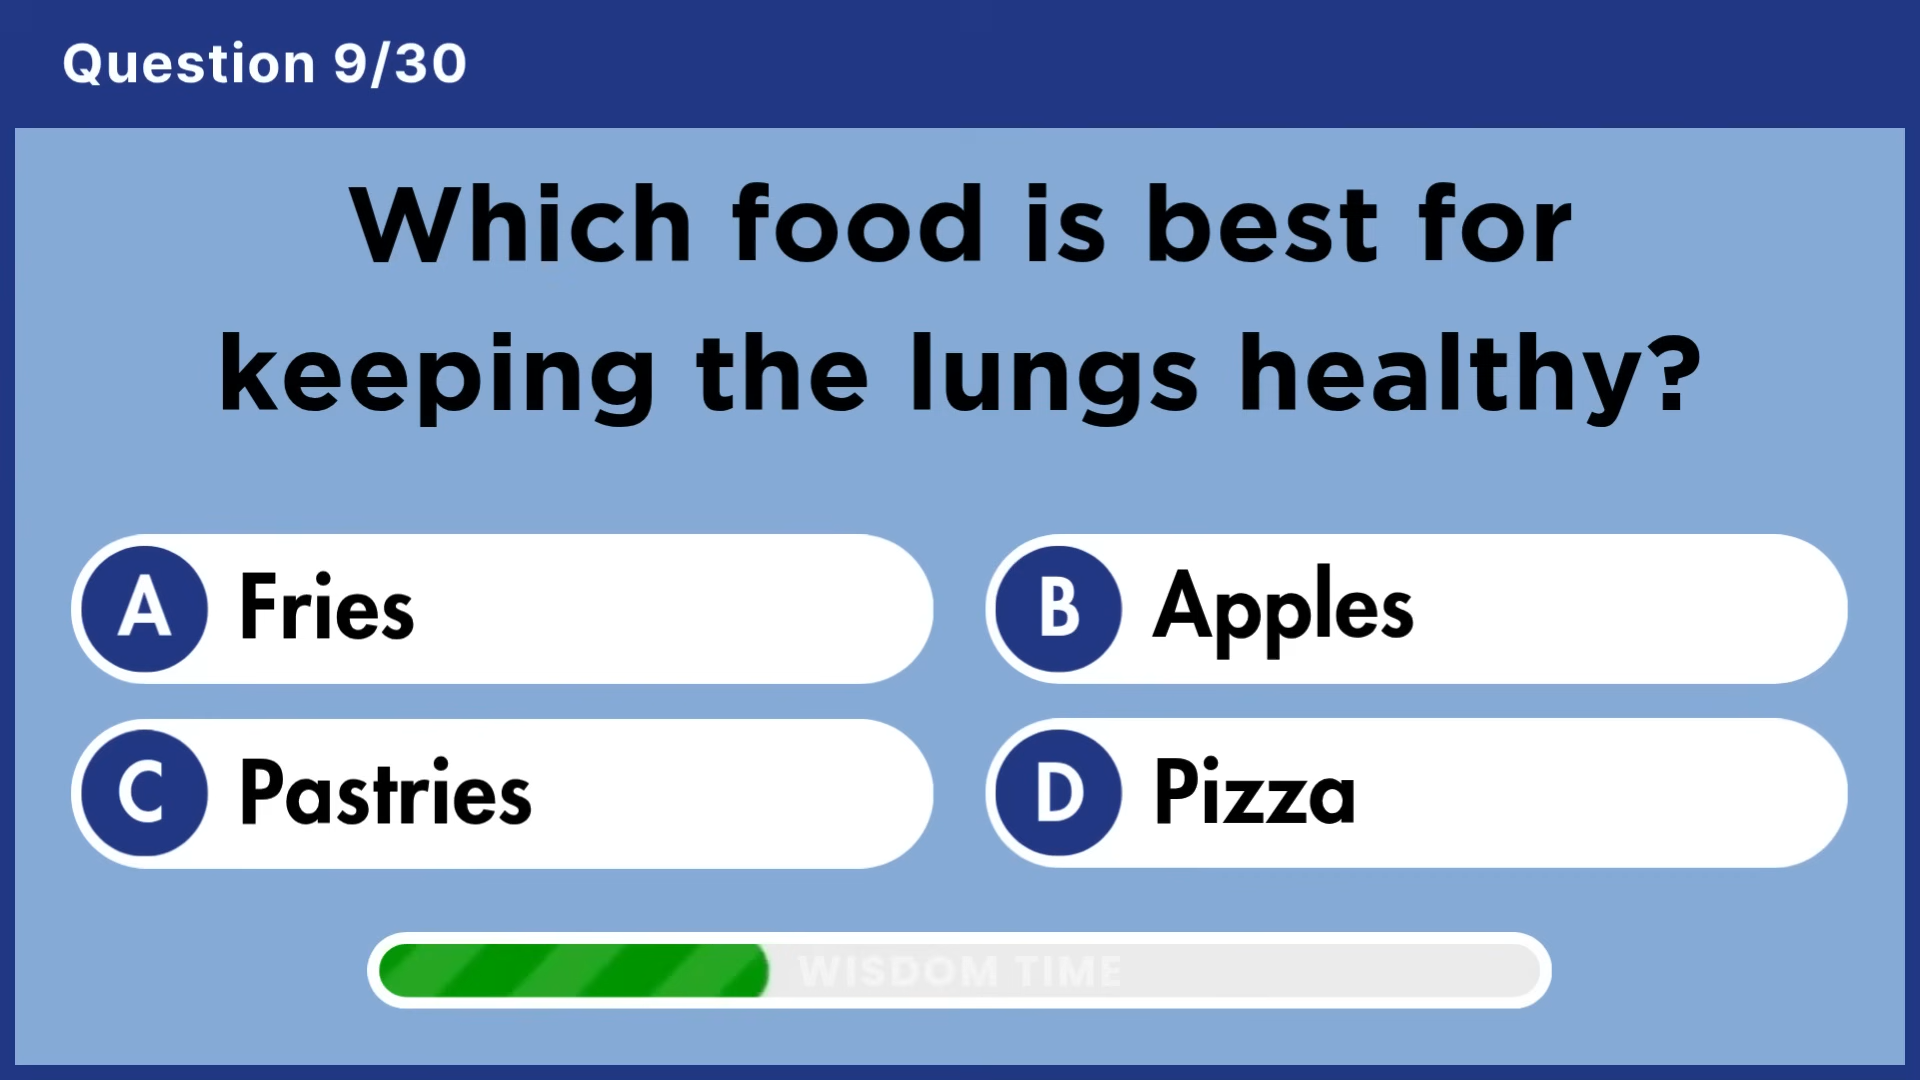 Question 9/30
Which food is best for
keeping the lungs healthy?
A Fries
B Apples
C Pastries
D Pizza
WISDOM TIME